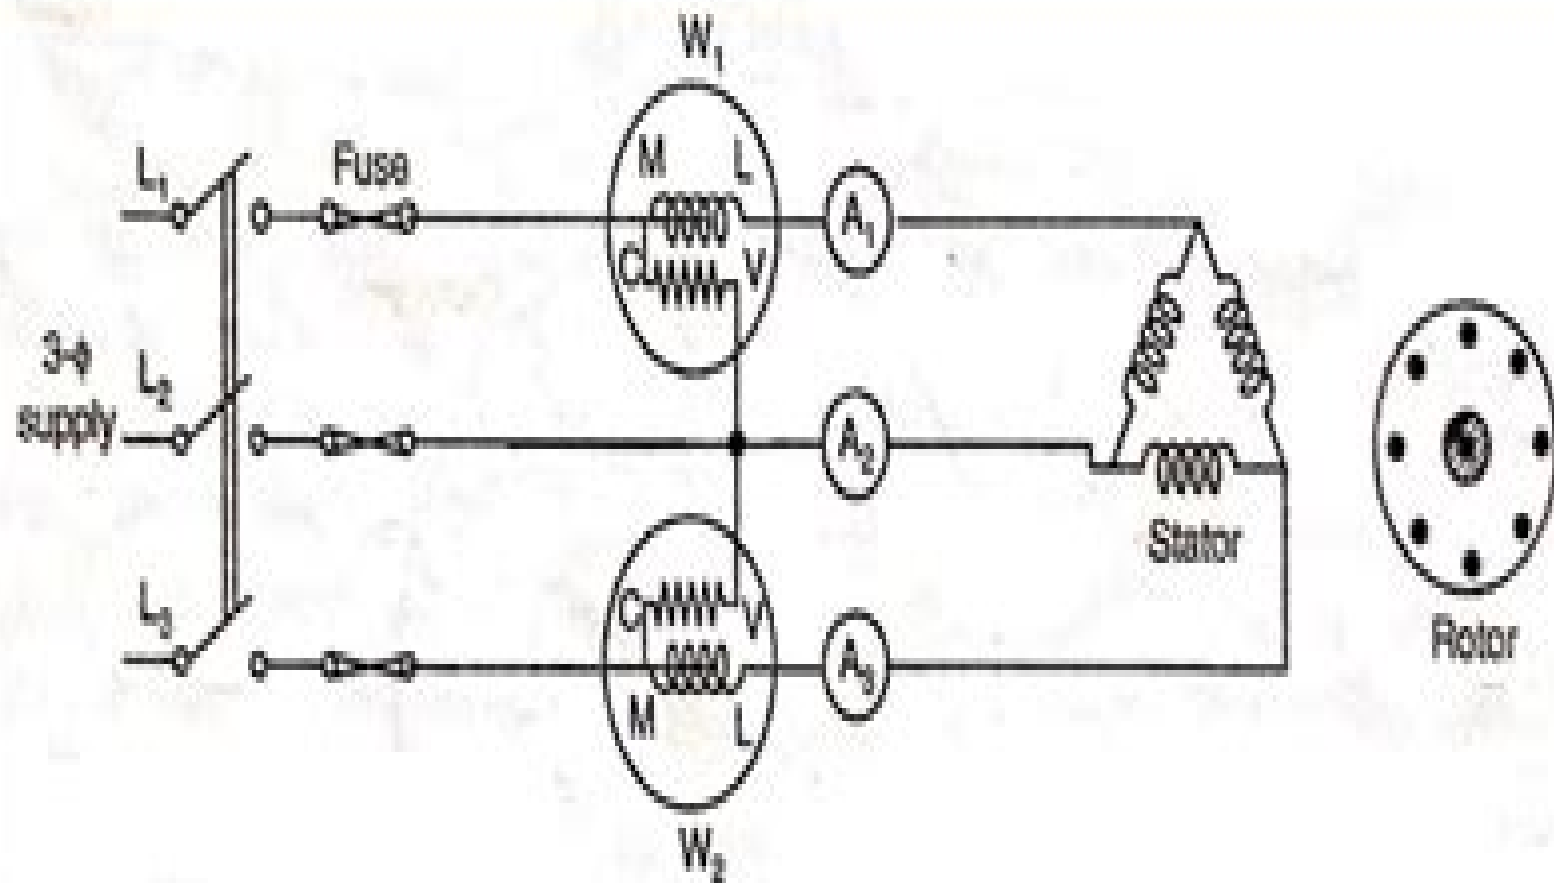 W₁
L₁
Fuse
M L
C V
A₁
3-ϕ
supply
L₂
A₂
Stator
L₃
C V
M L
A₃
Rotor
W₂